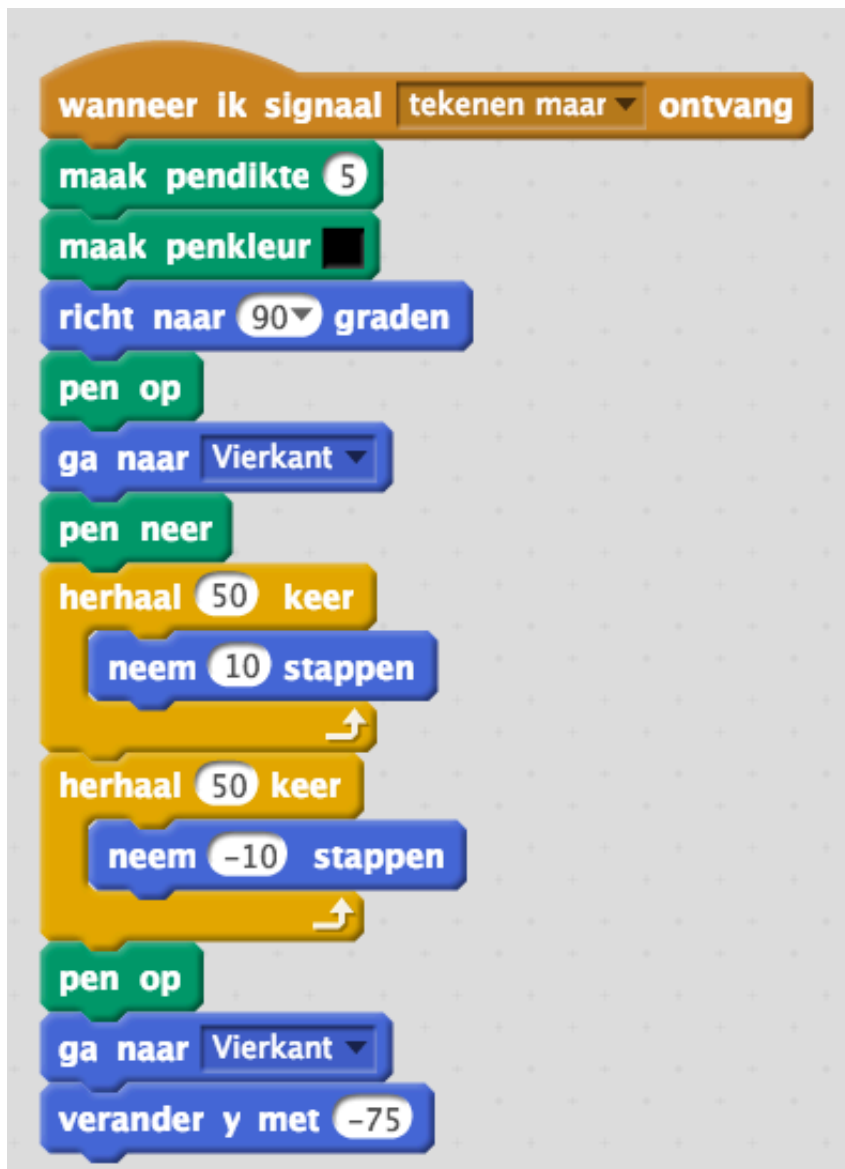 wanneer ik signaal tekenen maar ontvang
maak pendikte 5
maak penkleur
richt naar 90 graden
pen op
ga naar Vierkant
pen neer
herhaal 50 keer
neem 10 stappen
herhaal 50 keer
neem -10 stappen
pen op
ga naar Vierkant
verander y met -75